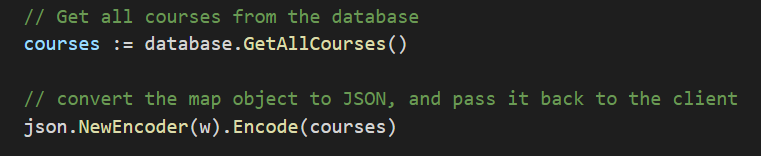 // Get all courses from the database
courses := database.GetAllCourses()
// convert the map object to JSON, and pass it back to the client
json.NewEncoder(w).Encode(courses)